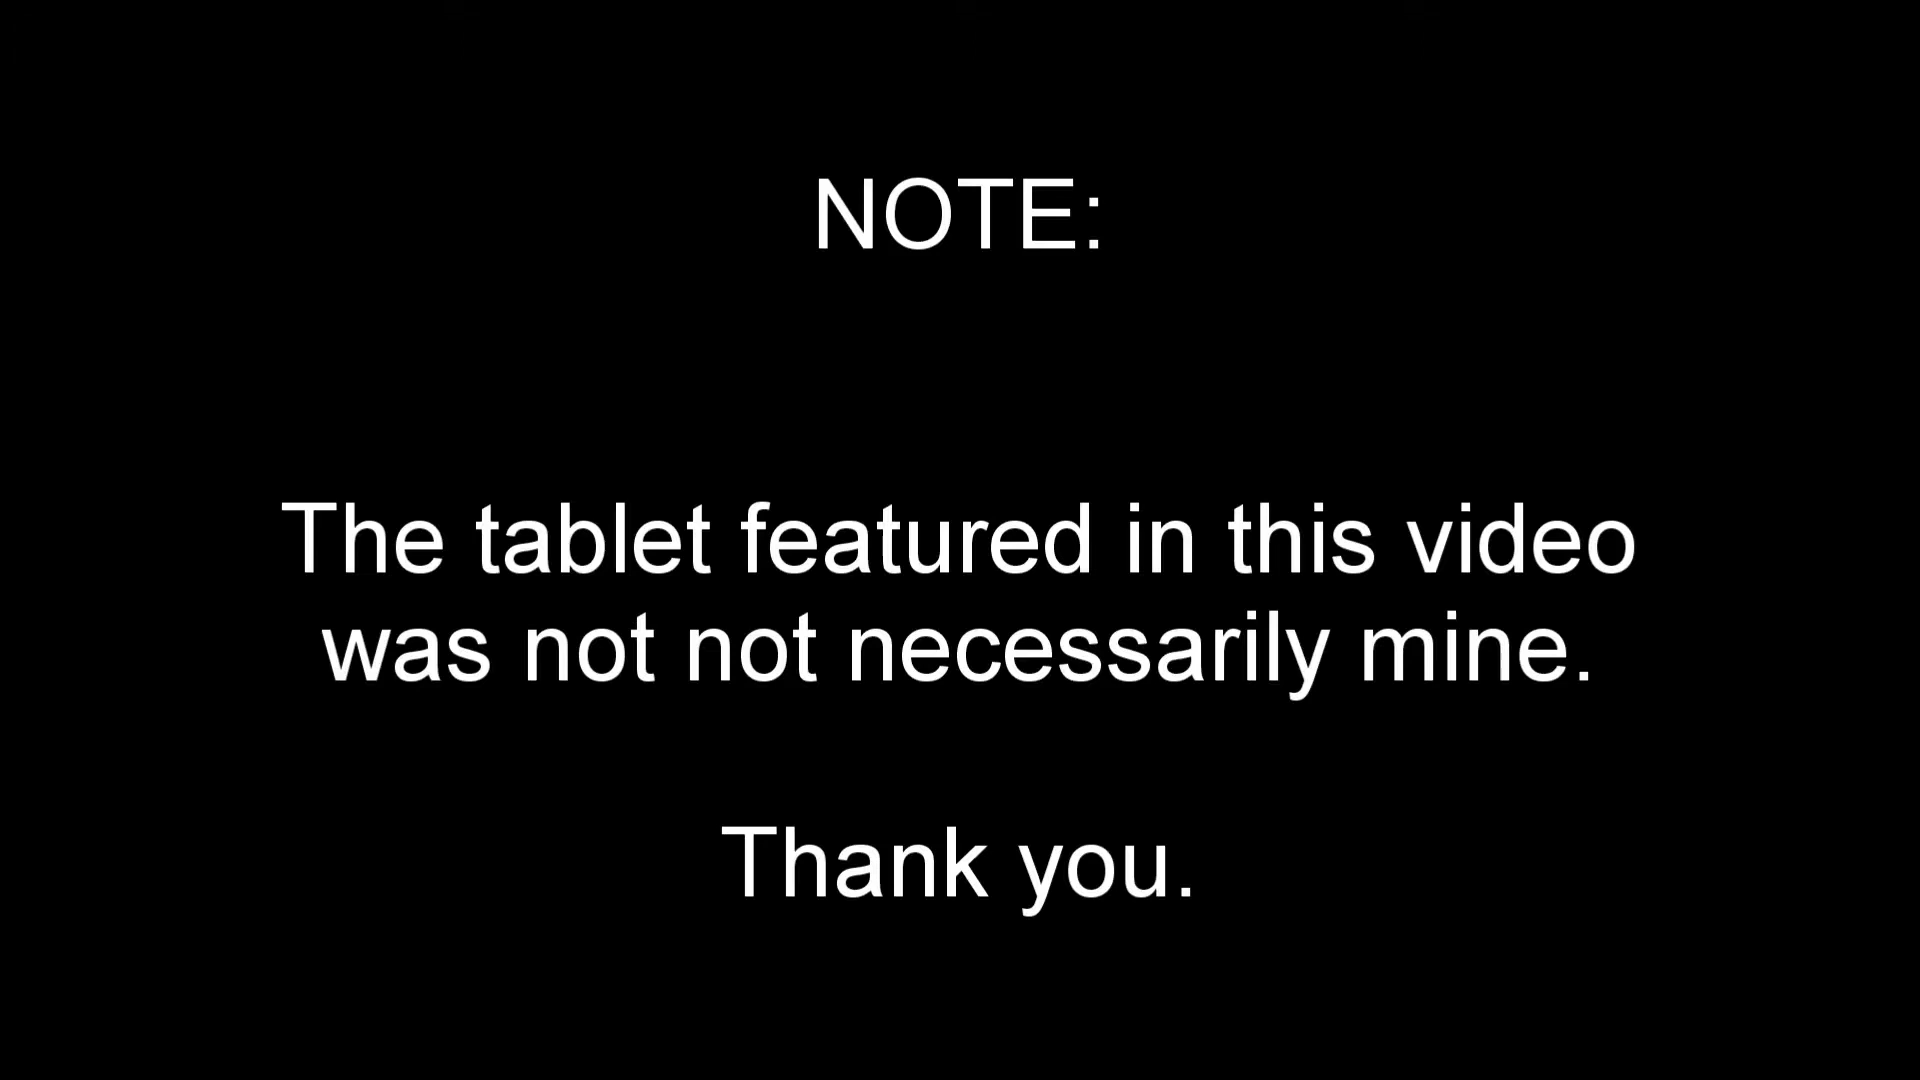 NOTE:
The tablet featured in this video
was not not necessarily mine.
Thank you.